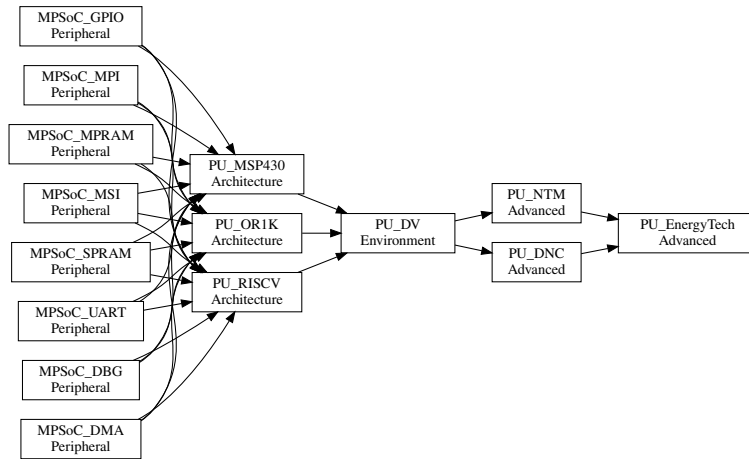 MPSoC_GPIO
Peripheral
MPSoC_MPI
Peripheral
MPSoC_MPRAM
Peripheral
MPSoC_MSI
Peripheral
MPSoC_SPRAM
Peripheral
MPSoC_UART
Peripheral
MPSoC_DBG
Peripheral
MPSoC_DMA
Peripheral
PU_MSP430
Architecture
PU_OR1K
Architecture
PU_RISCV
Architecture
PU_DV
Environment
PU_NTM
Advanced
PU_DNC
Advanced
PU_EnergyTech
Advanced